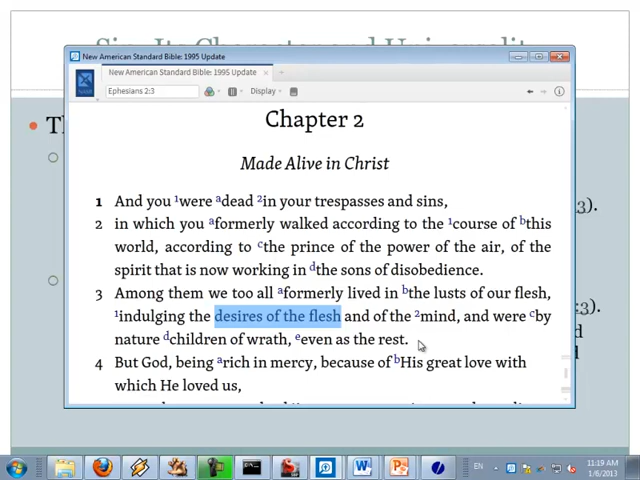 New American Standard Bible: 1995 Update
New American Standard Bible: 1995 Update
Ephesians 2:3
Display
Chapter 2
Made Alive in Christ
1 And you 1were adead 2in your trespasses and sins,
2 in which you aformerly walked according to the 1course of bthis
world, according to cthe prince of the power of the air, of the
spirit that is now working in dthe sons of disobedience.
3 Among them we too all aformerly lived in bthe lusts of our flesh,
1indulging the desires of the flesh and of the 2mind, and were cby
nature dchildren of wrath, eeven as the rest.
4 But God, being arich in mercy, because of bHis great love with
which He loved us,
:3).
:3).
EN
11:19 AM
1/6/2013